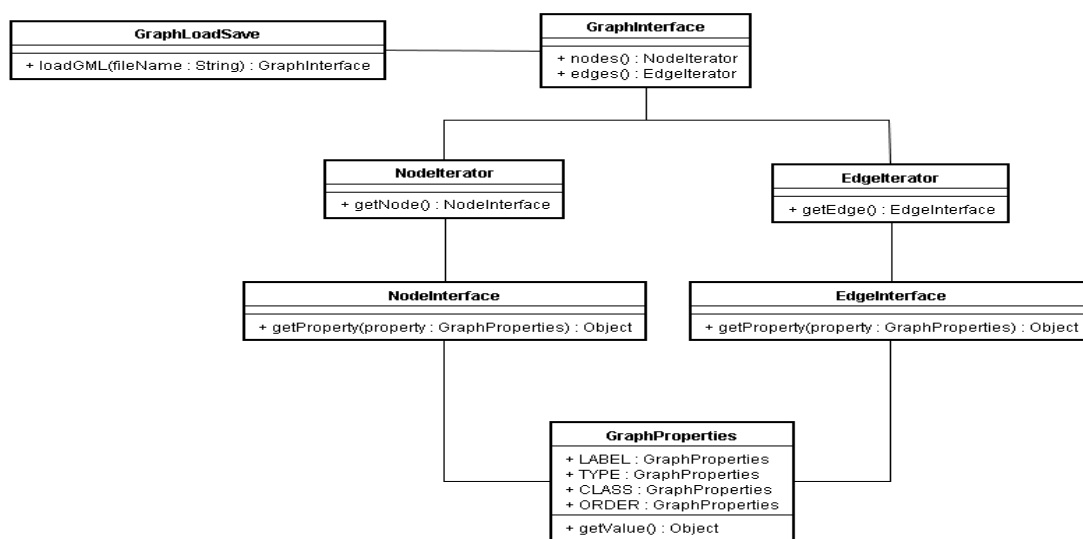 GraphLoadSave
+ loadGML(fileName : String) : GraphInterface
GraphInterface
+ nodes() : NodeIterator
+ edges() : EdgeIterator
NodeIterator
+ getNode() : NodeInterface
EdgeIterator
+ getEdge() : EdgeInterface
NodeInterface
+ getProperty(property : GraphProperties) : Object
EdgeInterface
+ getProperty(property : GraphProperties) : Object
GraphProperties
+ LABEL : GraphProperties
+ TYPE : GraphProperties
+ CLASS : GraphProperties
+ ORDER : GraphProperties
+ getValue() : Object